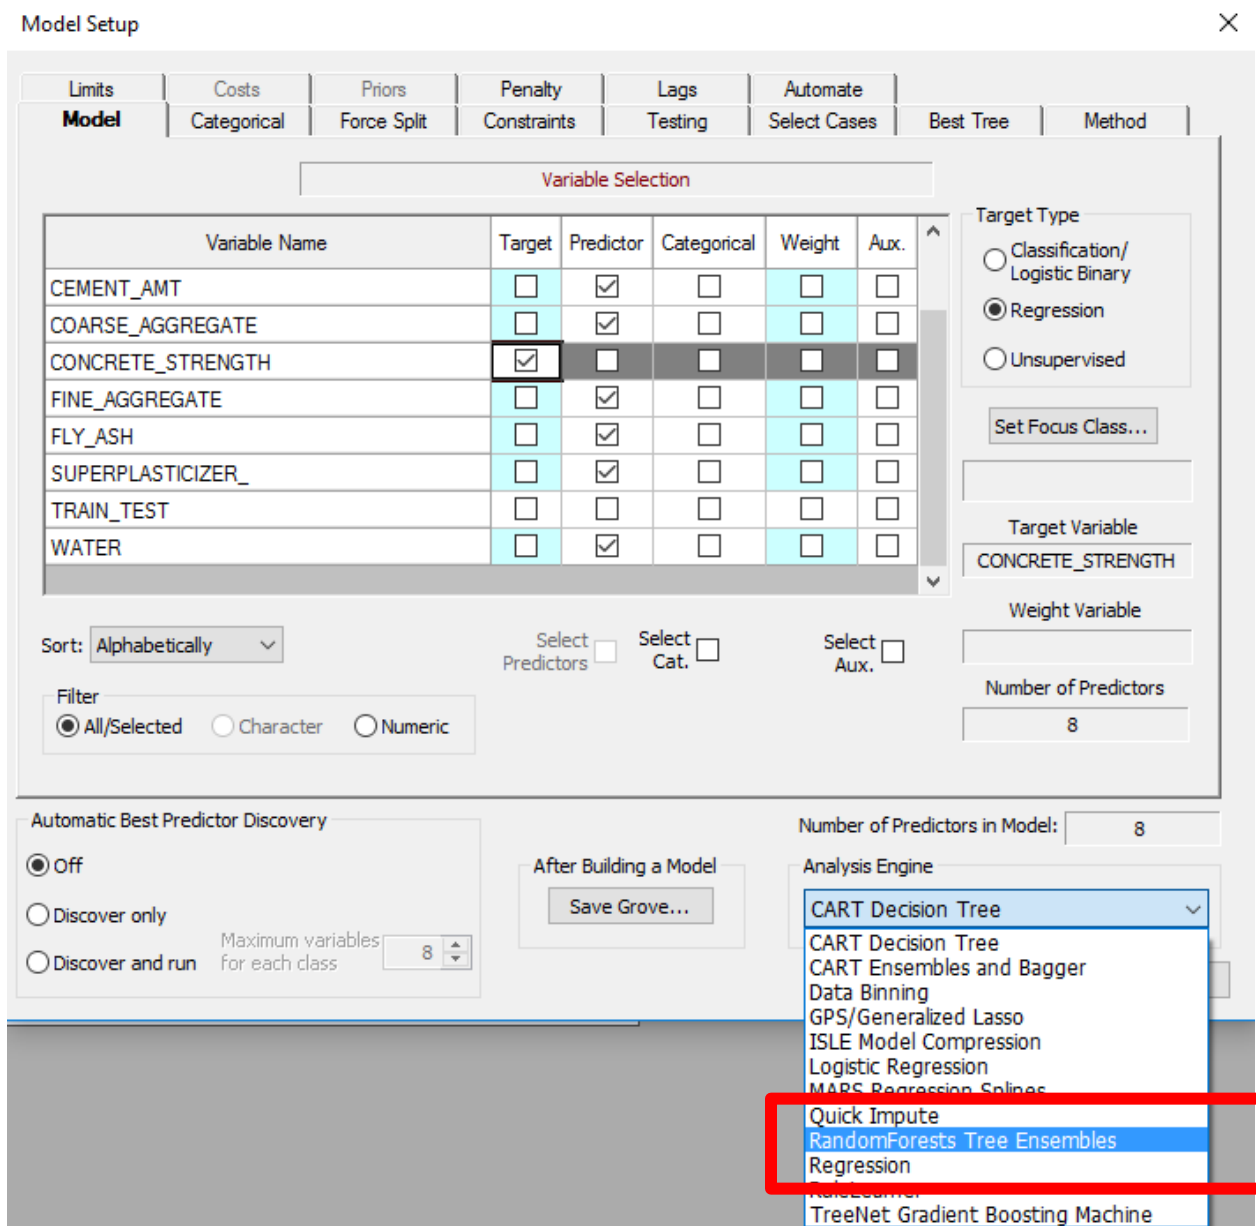 Model Setup
Limits Costs Priors Penalty Lags Automate
Model Categorical Force Split Constraints Testing Select Cases Best Tree Method
Variable Selection
Variable Name Target Predictor Categorical Weight Aux.
CEMENT_AMT
COARSE_AGGREGATE
CONCRETE_STRENGTH
FINE_AGGREGATE
FLY_ASH
SUPERPLASTICIZER_
TRAIN_TEST
WATER
Target Type
Classification/
Logistic Binary
Regression
Unsupervised
Set Focus Class...
Target Variable
CONCRETE_STRENGTH
Weight Variable
Number of Predictors
8
Sort: Alphabetically
Select
Predictors
Select
Cat.
Select
Aux.
Filter
All/Selected Character Numeric
Automatic Best Predictor Discovery
Off
Discover only
Discover and run
Maximum variables
for each class
8
After Building a Model
Save Grove...
Number of Predictors in Model: 8
Analysis Engine
CART Decision Tree
CART Decision Tree
CART Ensembles and Bagger
Data Binning
GPS/Generalized Lasso
ISLE Model Compression
Logistic Regression
MARS Regression Splines
Quick Impute
RandomForests Tree Ensembles
Regression
RuleLearner
TreeNet Gradient Boosting Machine